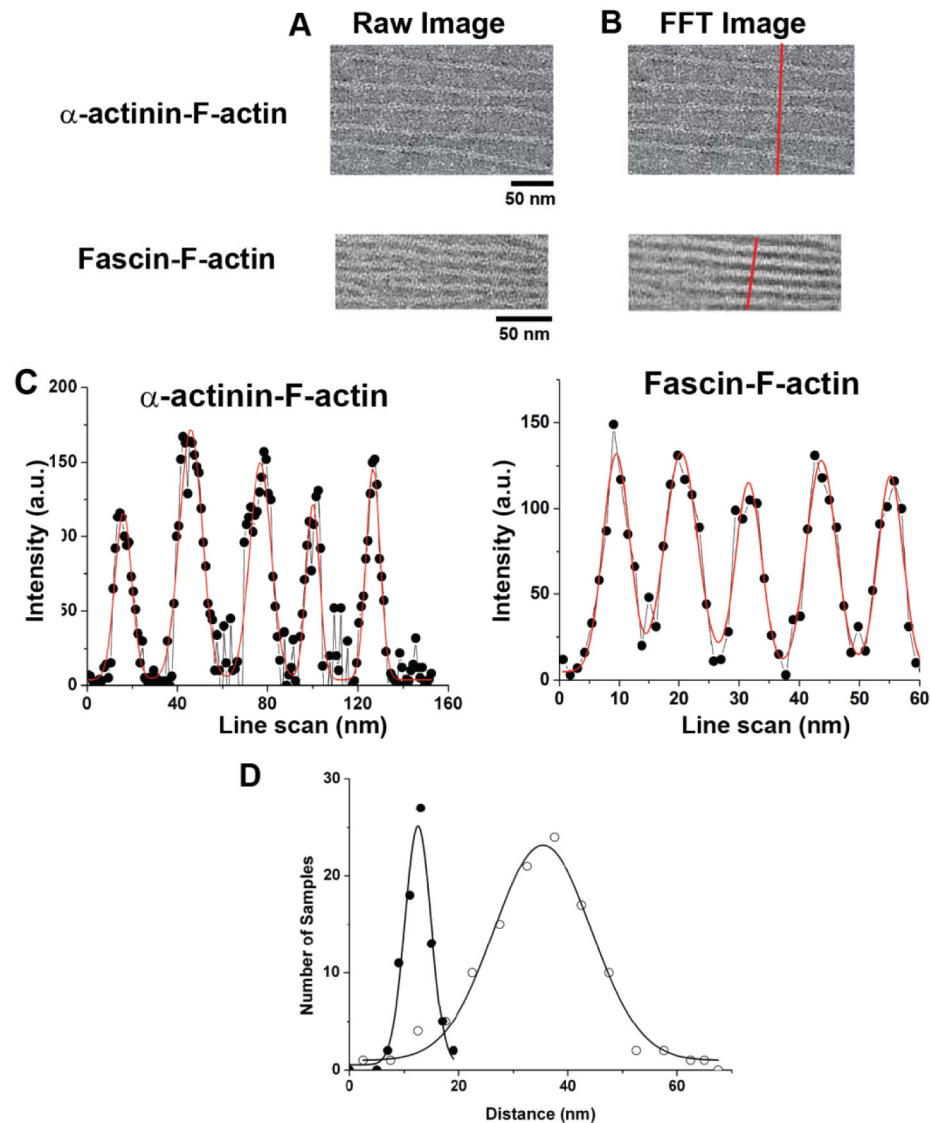 A Raw Image B FFT Image
α-actinin-F-actin
50 nm
Fascin-F-actin
50 nm
C
α-actinin-F-actin
200
150
100
50
0
Intensity (a.u.)
0 40 80 120 160
Line scan (nm)
Fascin-F-actin
150
100
50
0
Intensity (a.u.)
0 10 20 30 40 50 60
Line scan (nm)
D
30
20
10
0
Number of Samples
0 20 40 60
Distance (nm)